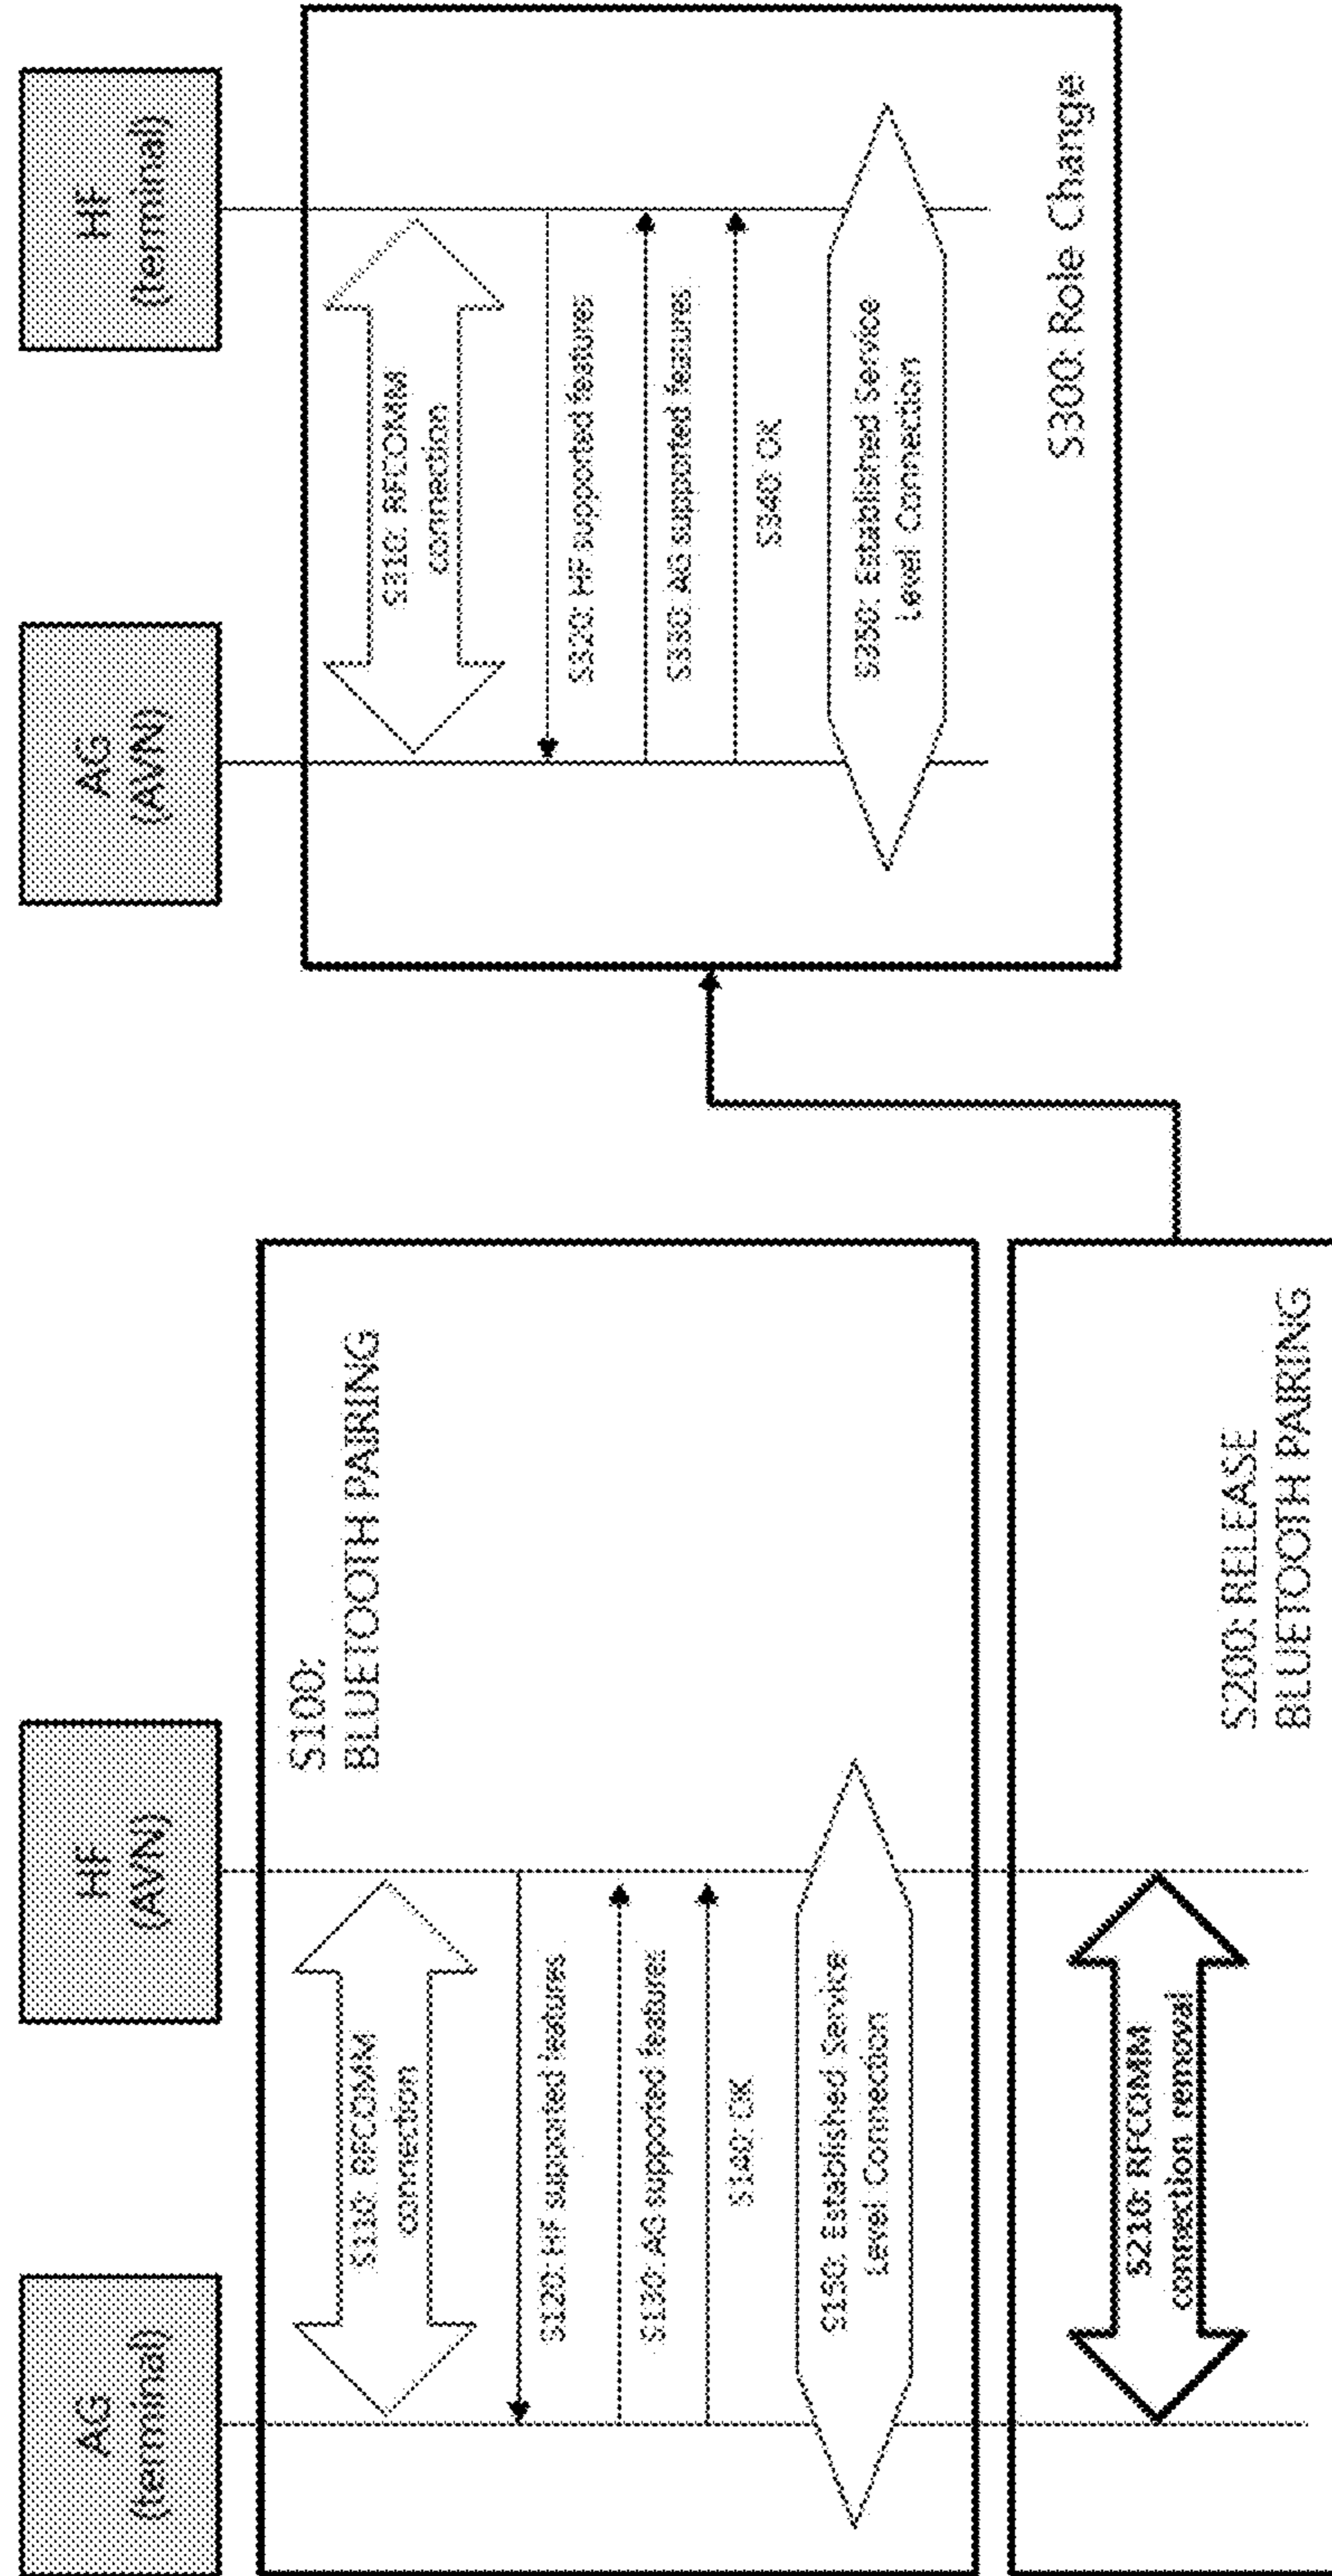 AG
(terminal)
HF
(AVN)
S100:
BLUETOOTH PAIRING
S110: RFCOMM
connection
S120: HF supported features
S130: AG supported features
S140: OK
S150: Established Service
Level Connection
S200: RELEASE
BLUETOOTH PAIRING
S210: RFCOMM
connection removal
AG
(AVN)
HF
(terminal)
S310: RFCOMM
connection
S320: HF supported features
S330: AG supported features
S340: OK
S350: Established Service
Level Connection
S300: Role Change